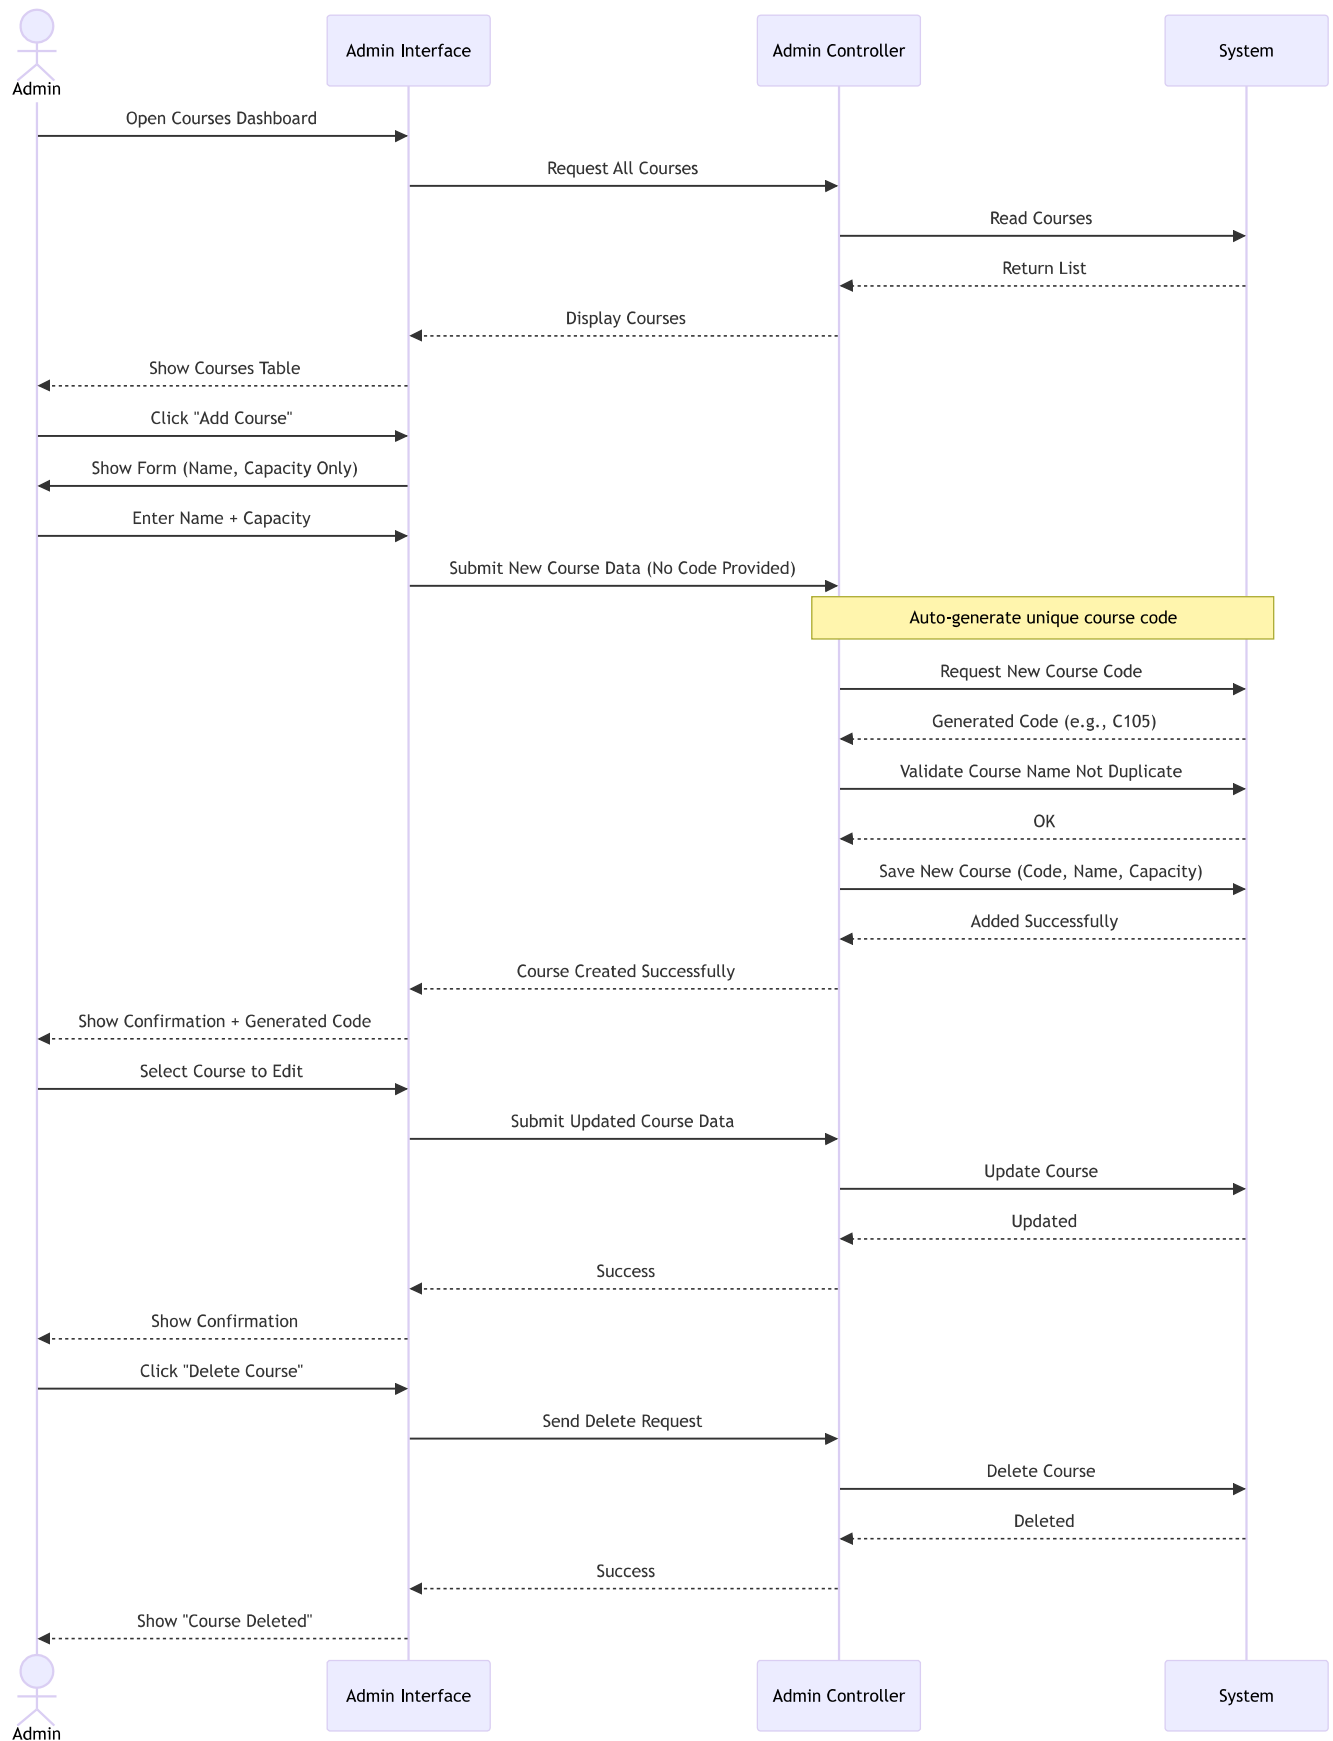 Admin
Admin Interface
Admin Controller
System
Open Courses Dashboard
Request All Courses
Read Courses
Return List
Display Courses
Show Courses Table
Click "Add Course"
Show Form (Name, Capacity Only)
Enter Name + Capacity
Submit New Course Data (No Code Provided)
Auto-generate unique course code
Request New Course Code
Generated Code (e.g., C105)
Validate Course Name Not Duplicate
OK
Save New Course (Code, Name, Capacity)
Added Successfully
Course Created Successfully
Show Confirmation + Generated Code
Select Course to Edit
Submit Updated Course Data
Update Course
Updated
Success
Show Confirmation
Click "Delete Course"
Send Delete Request
Delete Course
Deleted
Success
Show "Course Deleted"
Admin
Admin Interface
Admin Controller
System